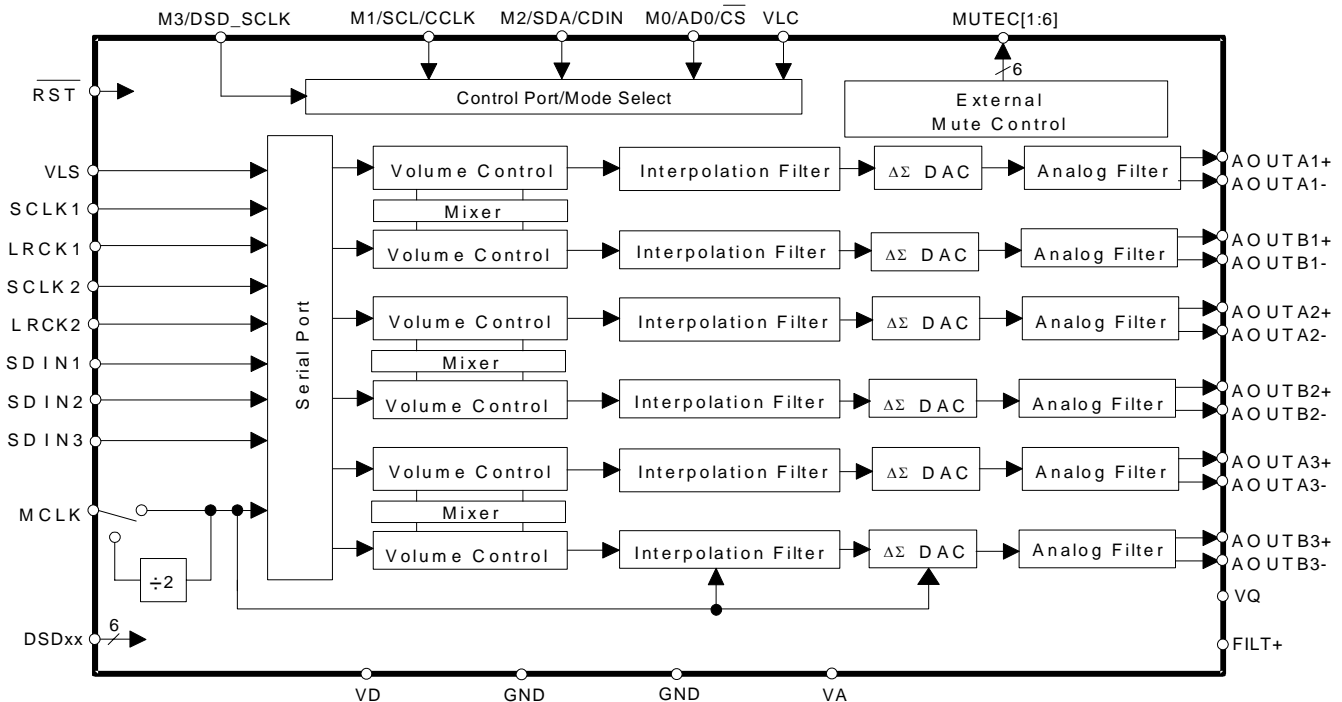 M3/DSD_SCLK M1/SCL/CCLK M2/SDA/CDIN M0/AD0/C̅S̅ VLC MUTEC[1:6]
R̅S̅T̅
Control Port/Mode Select
6
External
Mute Control
VLS
SCLK1
LRCK1
SCLK2
LRCK2
SDIN1
SDIN2
SDIN3
MCLK
÷2
DSDxx
6
Serial Port
Volume Control Interpolation Filter ΔΣ DAC Analog Filter AOUTA1+
AOUTA1-
Mixer
Volume Control Interpolation Filter ΔΣ DAC Analog Filter AOUTB1+
AOUTB1-
Volume Control Interpolation Filter ΔΣ DAC Analog Filter AOUTA2+
AOUTA2-
Mixer
Volume Control Interpolation Filter ΔΣ DAC Analog Filter AOUTB2+
AOUTB2-
Volume Control Interpolation Filter ΔΣ DAC Analog Filter AOUTA3+
AOUTA3-
Mixer
Volume Control Interpolation Filter ΔΣ DAC Analog Filter AOUTB3+
AOUTB3-
VQ
FILT+
VD GND GND VA